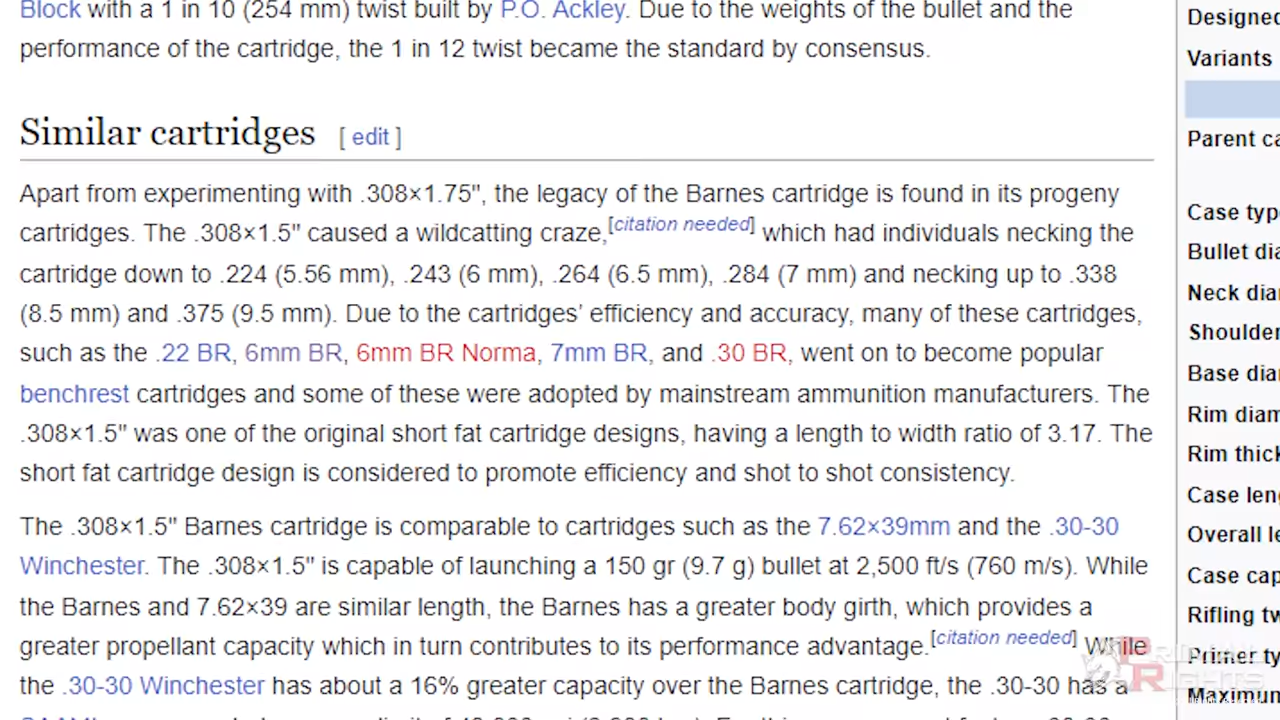 Block with a 1 in 10 (254 mm) twist built by P.O. Ackley. Due to the weights of the bullet and the
performance of the cartridge, the 1 in 12 twist became the standard by consensus.
Similar cartridges [ edit ]
Apart from experimenting with .308×1.75", the legacy of the Barnes cartridge is found in its progeny
cartridges. The .308×1.5" caused a wildcatting craze,[citation needed] which had individuals necking the
cartridge down to .224 (5.56 mm), .243 (6 mm), .264 (6.5 mm), .284 (7 mm) and necking up to .338
(8.5 mm) and .375 (9.5 mm). Due to the cartridges’ efficiency and accuracy, many of these cartridges,
such as the .22 BR, 6mm BR, 6mm BR Norma, 7mm BR, and .30 BR, went on to become popular
benchrest cartridges and some of these were adopted by mainstream ammunition manufacturers. The
.308×1.5" was one of the original short fat cartridge designs, having a length to width ratio of 3.17. The
short fat cartridge design is considered to promote efficiency and shot to shot consistency.
The .308×1.5" Barnes cartridge is comparable to cartridges such as the 7.62×39mm and the .30-30
Winchester. The .308×1.5" is capable of launching a 150 gr (9.7 g) bullet at 2,500 ft/s (760 m/s). While
the Barnes and 7.62×39 are similar length, the Barnes has a greater body girth, which provides a
greater propellant capacity which in turn contributes to its performance advantage.[citation needed] While
the .30-30 Winchester has about a 16% greater capacity over the Barnes cartridge, the .30-30 has a
Designed
Variants
Parent ca
Case typ
Bullet dia
Neck diar
Shoulder
Base diar
Rim diam
Rim thick
Case leng
Overall le
Case cap
Rifling tw
Primer ty
Maximun
PRIMAL
RIGHTS